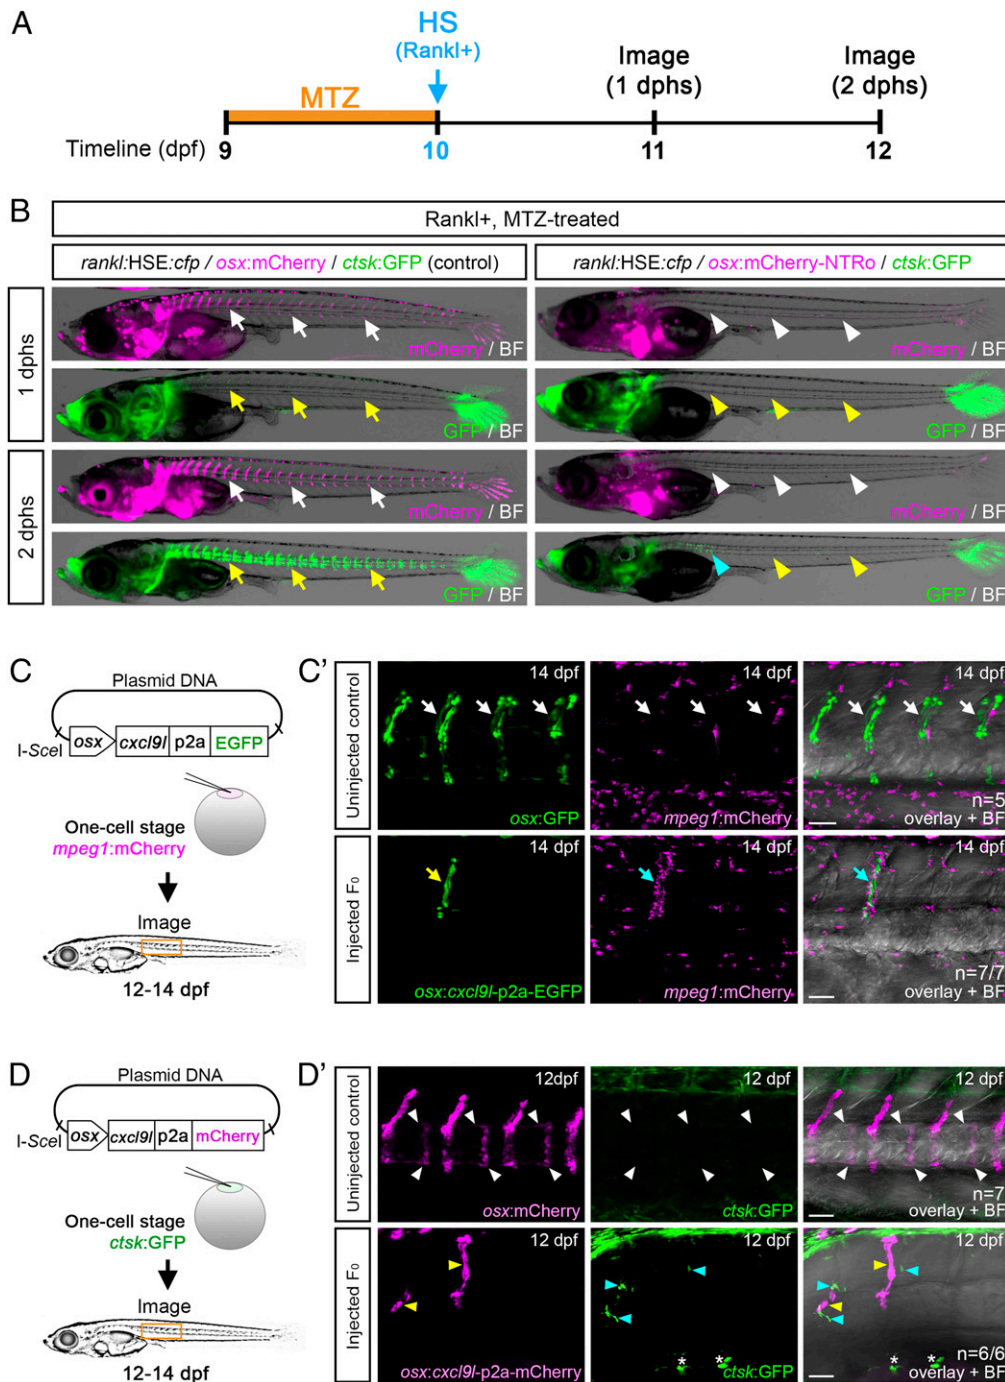 A
HS
(Rankl+)
Image
(1 dphs)
Image
(2 dphs)
MTZ
Timeline (dpf)
9
10
11
12
B
Rankl+, MTZ-treated
rankl:HSE:cfp / osx:mCherry / ctsk:GFP (control)
rankl:HSE:cfp / osx:mCherry-NTRo / ctsk:GFP
1 dphs
mCherry / BF
mCherry / BF
GFP / BF
GFP / BF
2 dphs
mCherry / BF
mCherry / BF
GFP / BF
GFP / BF
C
Plasmid DNA
I-SceI
osx
cxcl9l
p2a
EGFP
One-cell stage
mpeg1:mCherry
Image
12-14 dpf
C'
Uninjected control
14 dpf
osx:GFP
14 dpf
mpeg1:mCherry
14 dpf
n=5
overlay + BF
Injected F₀
14 dpf
osx:cxcl9l-p2a-EGFP
14 dpf
mpeg1:mCherry
14 dpf
n=7/7
overlay + BF
D
Plasmid DNA
I-SceI
osx
cxcl9l
p2a
mCherry
One-cell stage
ctsk:GFP
Image
12-14 dpf
D'
Uninjected control
12dpf
osx:mCherry
12 dpf
ctsk:GFP
12 dpf
n=7
overlay + BF
Injected F₀
12 dpf
osx:cxcl9l-p2a-mCherry
12 dpf
* *
ctsk:GFP
12 dpf
* *
n=6/6
overlay + BF